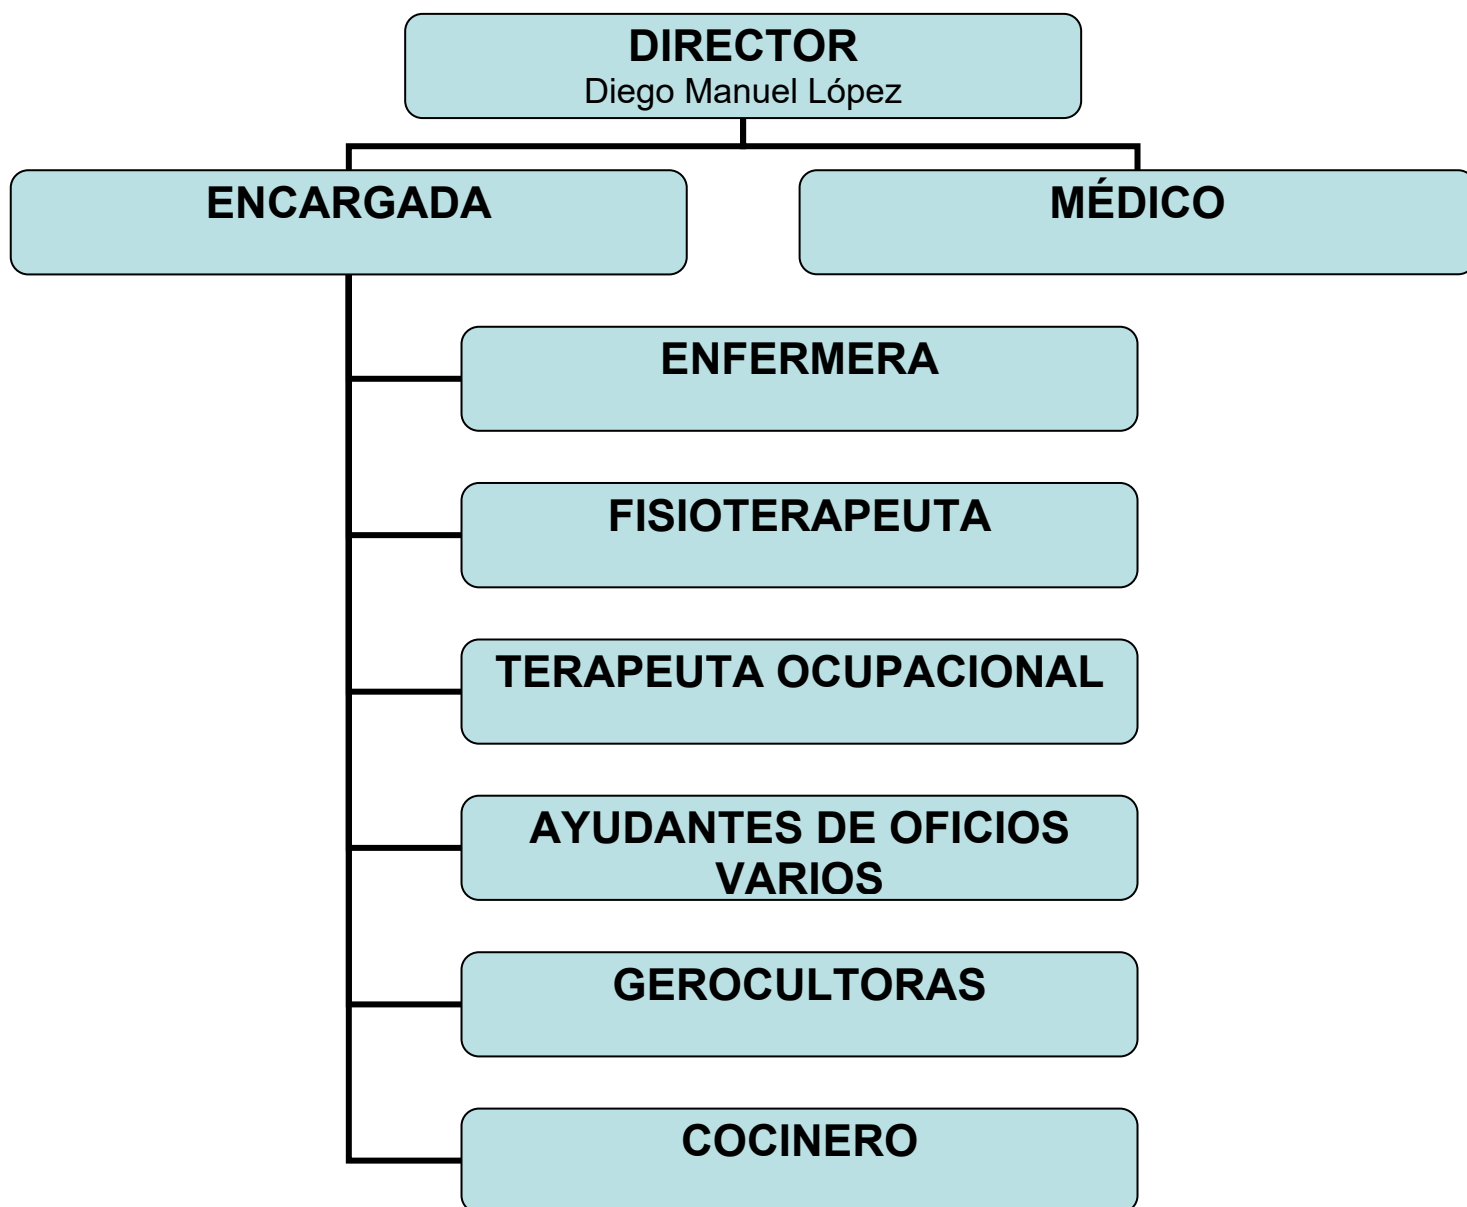 DIRECTOR
Diego Manuel López
ENCARGADA
MÉDICO
ENFERMERA
FISIOTERAPEUTA
TERAPEUTA OCUPACIONAL
AYUDANTES DE OFICIOS
VARIOS
GEROCULTORAS
COCINERO